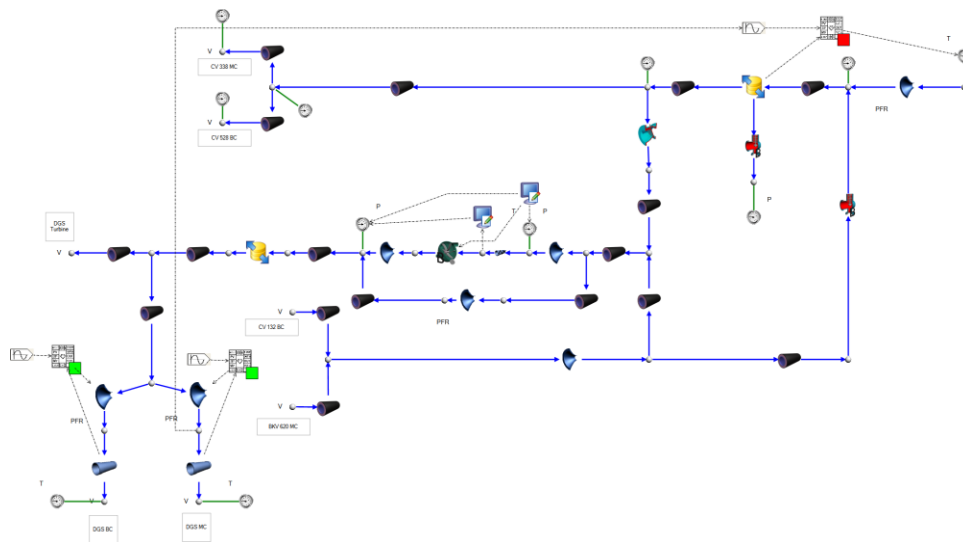 V
CV 338 MC
V
CV 528 BC
T
PFR
P
DGS
Turbine
V
P
T
P
V
CV 132 BC
PFR
V
BKV 620 MC
PFR
PFR
T
V
V
T
DGS BC
DGS MC